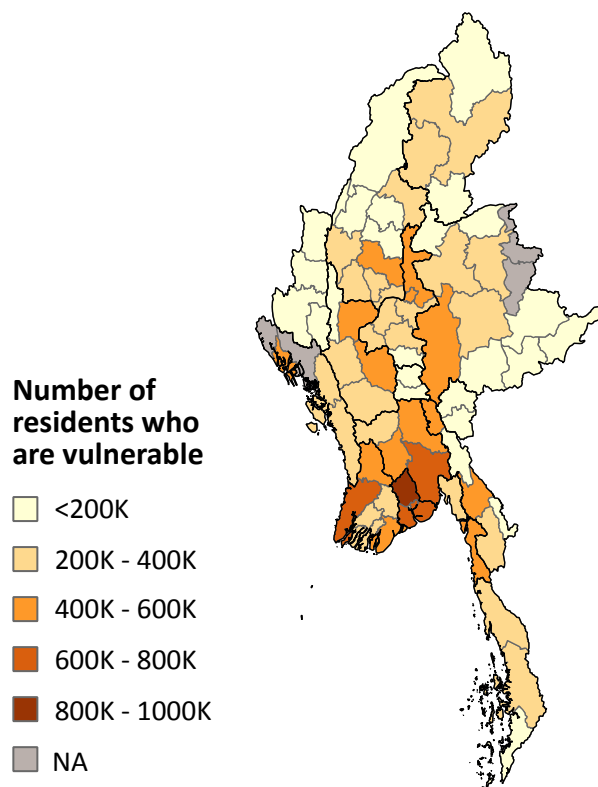 Number of
residents who
are vulnerable
<200K
200K - 400K
400K - 600K
600K - 800K
800K - 1000K
NA